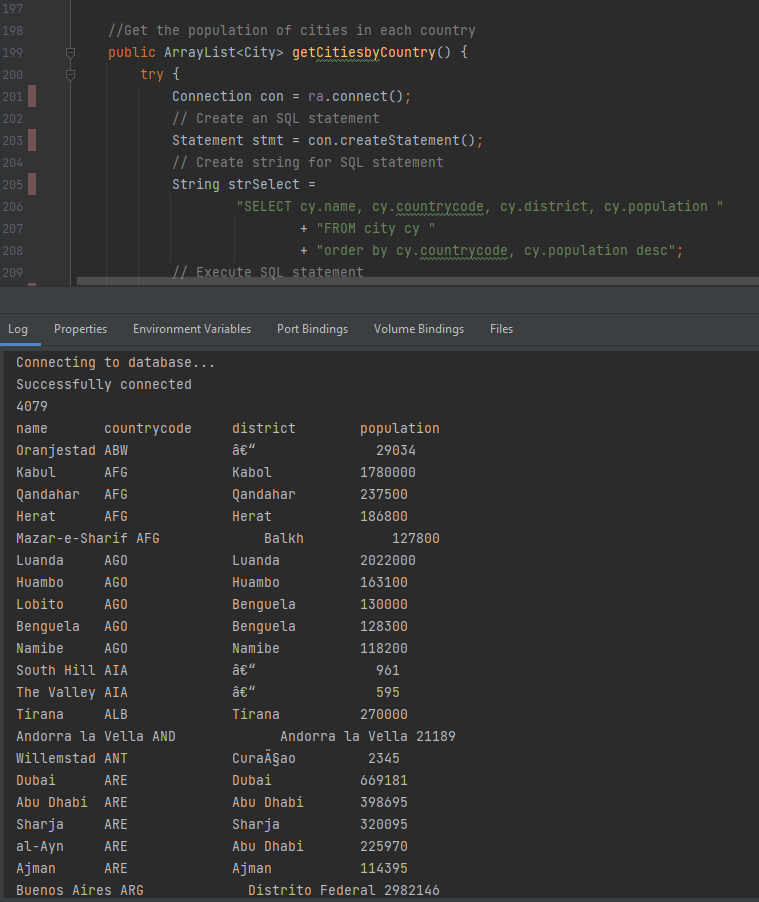 197
198 //Get the population of cities in each country
199 public ArrayList<City> getCitiesbyCountry() {
200 try {
201 Connection con = ra.connect();
202 // Create an SQL statement
203 Statement stmt = con.createStatement();
204 // Create string for SQL statement
205 String strSelect =
206 "SELECT cy.name, cy.countrycode, cy.district, cy.population "
207 + "FROM city cy "
208 + "order by cy.countrycode, cy.population desc";
209 // Execute SQL statement
Log Properties Environment Variables Port Bindings Volume Bindings Files
Connecting to database...
Successfully connected
4079
name countrycode district population
Oranjestad ABW â€“ 29034
Kabul AFG Kabol 1780000
Qandahar AFG Qandahar 237500
Herat AFG Herat 186800
Mazar-e-Sharif AFG Balkh 127800
Luanda AGO Luanda 2022000
Huambo AGO Huambo 163100
Lobito AGO Benguela 130000
Benguela AGO Benguela 128300
Namibe AGO Namibe 118200
South Hill AIA â€“ 961
The Valley AIA â€“ 595
Tirana ALB Tirana 270000
Andorra la Vella AND Andorra la Vella 21189
Willemstad ANT CuraÃ§ao 2345
Dubai ARE Dubai 669181
Abu Dhabi ARE Abu Dhabi 398695
Sharja ARE Sharja 320095
al-Ayn ARE Abu Dhabi 225970
Ajman ARE Ajman 114395
Buenos Aires ARG Distrito Federal 2982146